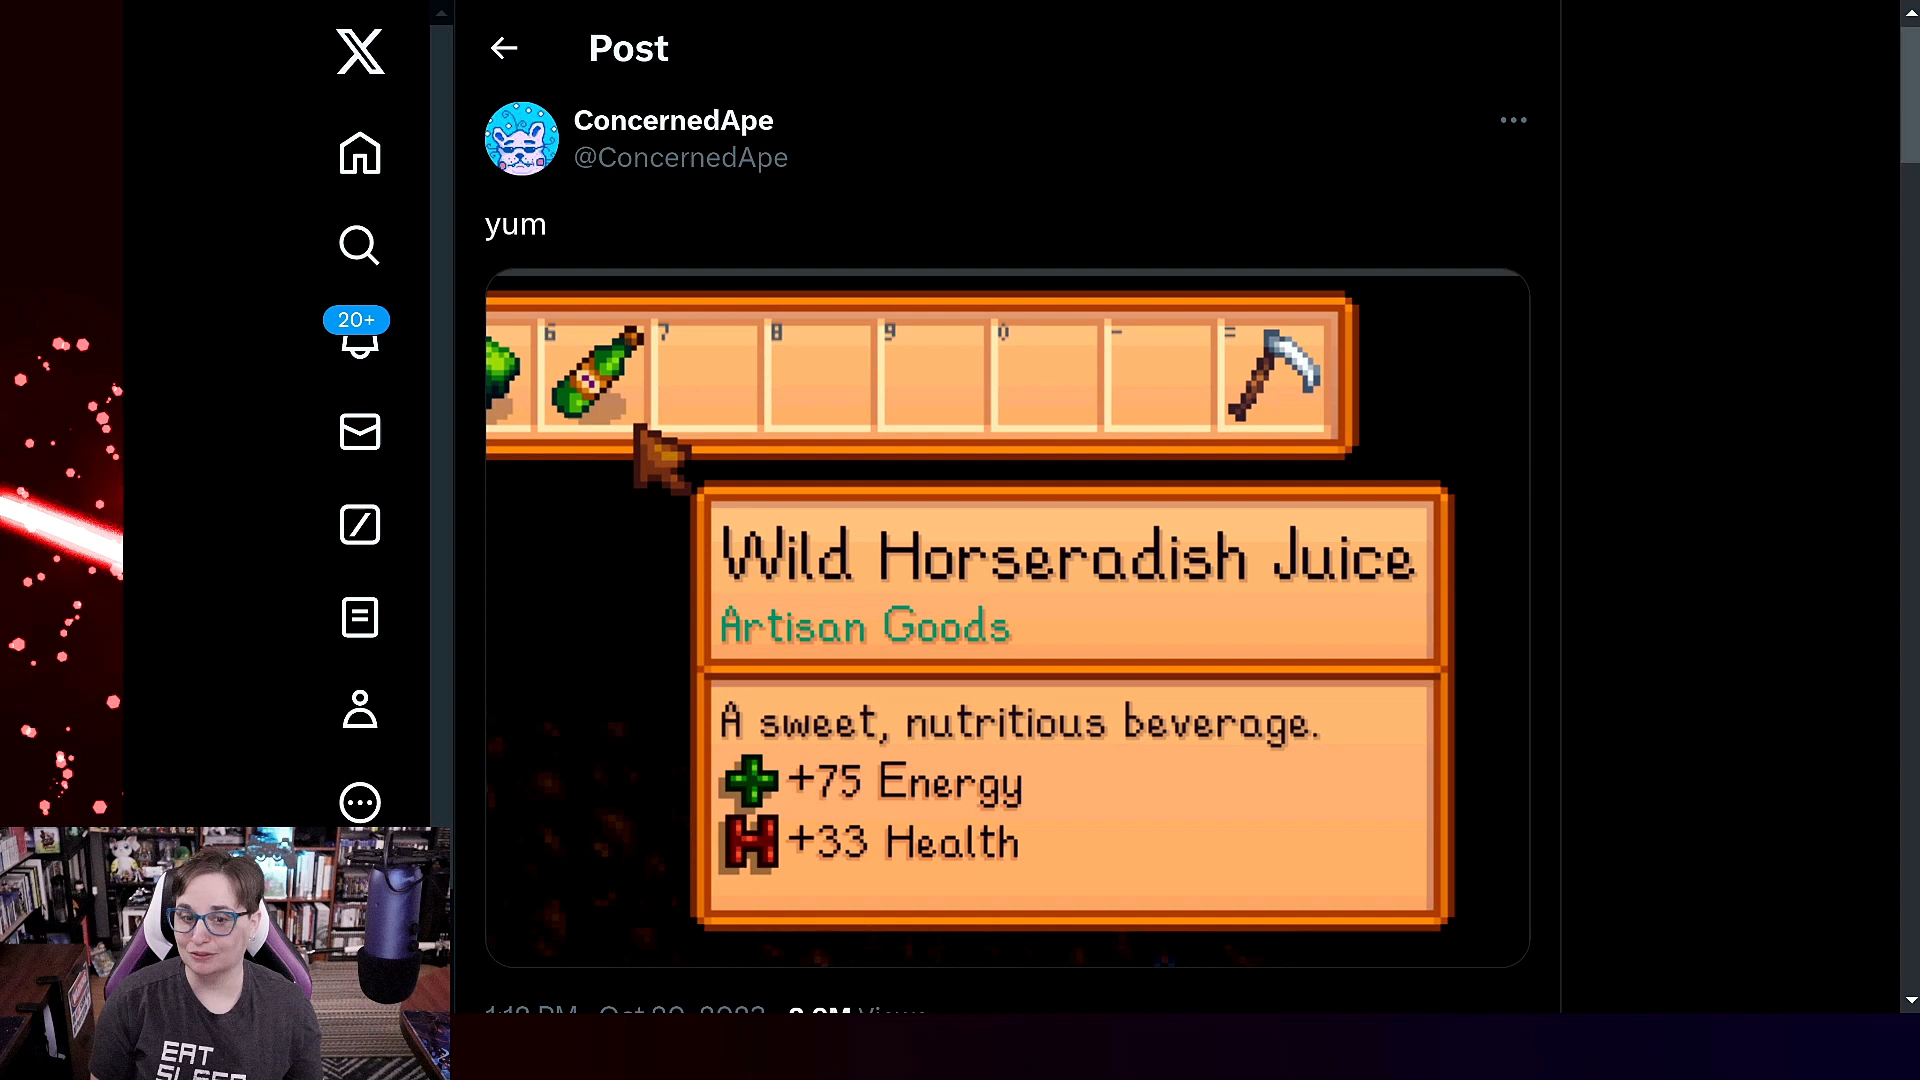 Post
ConcernedApe
@ConcernedApe
yum
20+
6 7 8 9 0 - =
Wild Horseradish Juice
Artisan Goods
A sweet, nutritious beverage.
+75 Energy
+33 Health
EAT